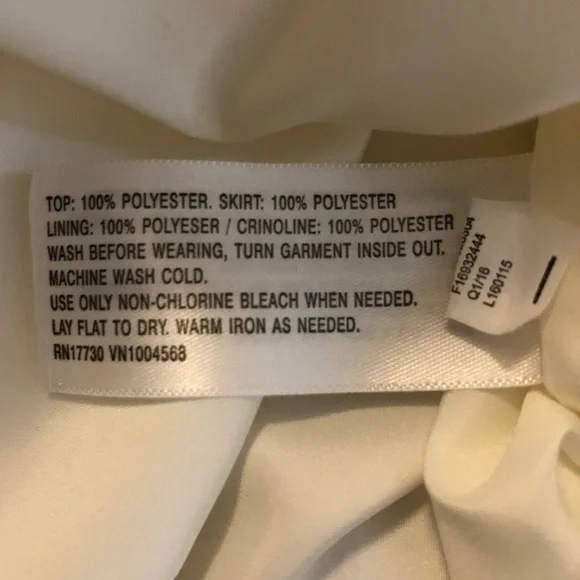 TOP: 100% POLYESTER. SKIRT: 100% POLYESTER
LINING: 100% POLYESER / CRINOLINE: 100% POLYESTER
WASH BEFORE WEARING, TURN GARMENT INSIDE OUT.
MACHINE WASH COLD.
USE ONLY NON-CHLORINE BLEACH WHEN NEEDED.
LAY FLAT TO DRY. WARM IRON AS NEEDED.
RN17730 VN1004568
F16932444
Q1/16
L160115